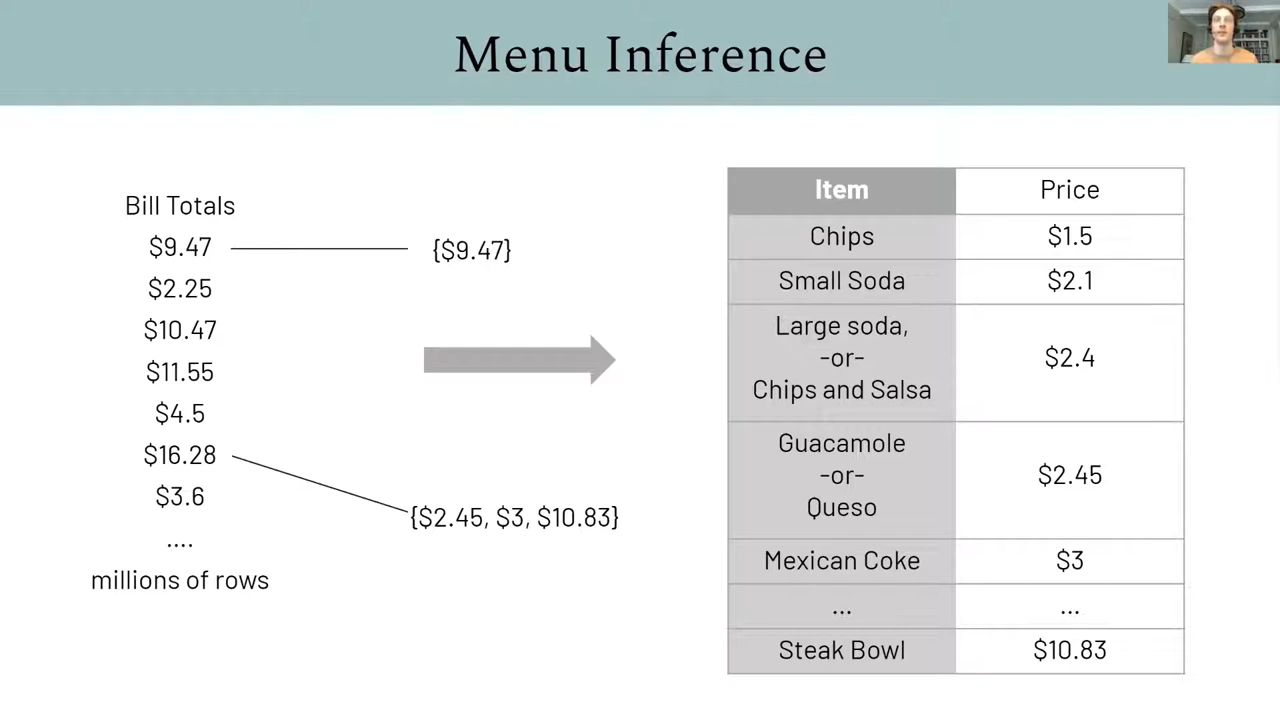 Menu Inference
Bill Totals
$9.47
{$9.47}
$2.25
$10.47
$11.55
$4.5
$16.28
{$2.45, $3, $10.83}
$3.6
....
millions of rows
Item Price
Chips $1.5
Small Soda $2.1
Large soda,
-or-
Chips and Salsa
$2.4
Guacamole
-or-
Queso
$2.45
Mexican Coke $3
... ...
Steak Bowl $10.83